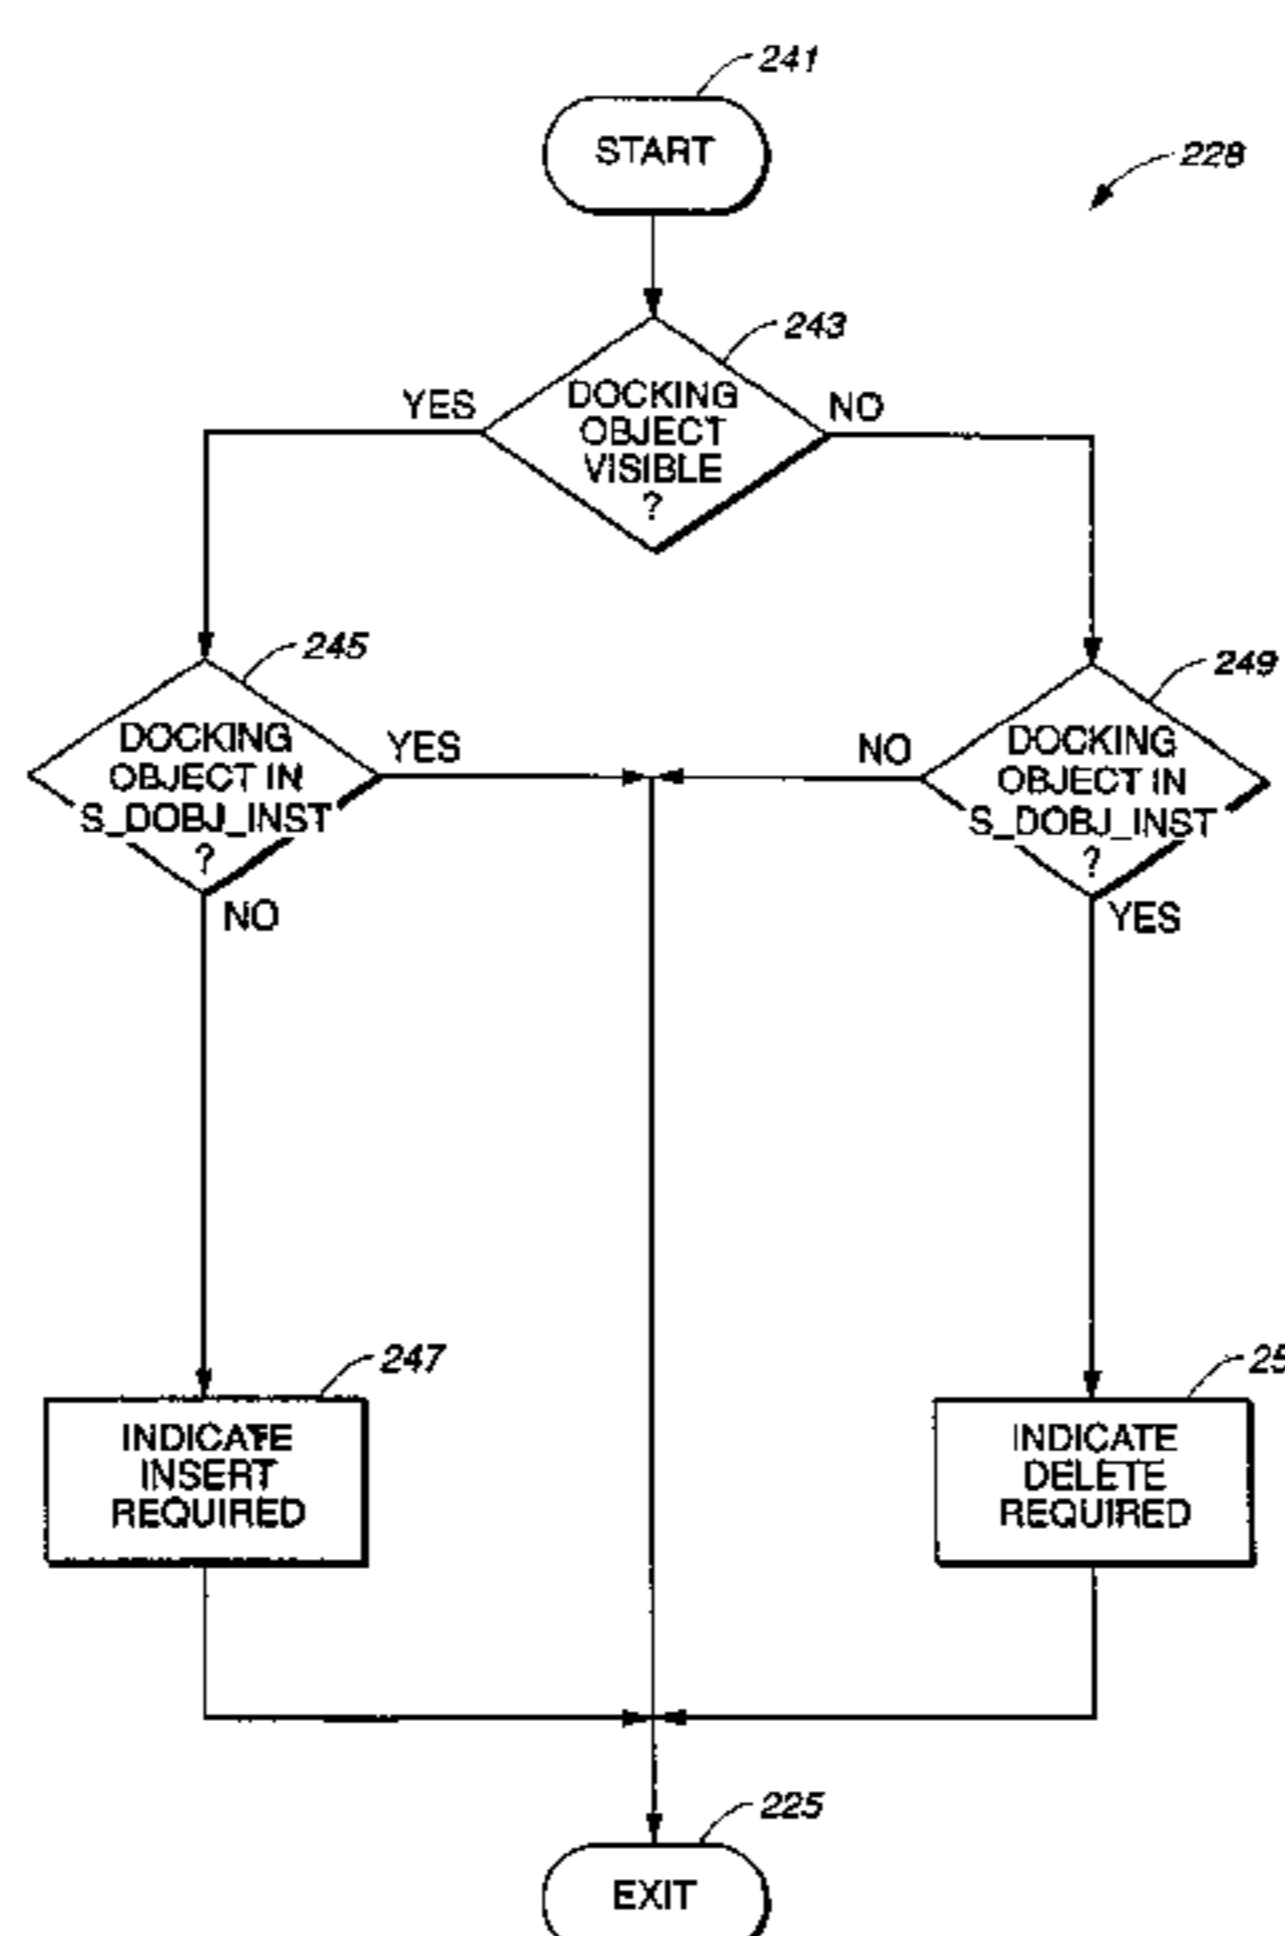 241
START
228
243
DOCKING
OBJECT
VISIBLE
?
YES
NO
245
DOCKING
OBJECT IN
S_DOBJ_INST
?
YES
NO
249
DOCKING
OBJECT IN
S_DOBJ_INST
?
NO
YES
247
INDICATE
INSERT
REQUIRED
INDICATE
DELETE
REQUIRED
225
EXIT